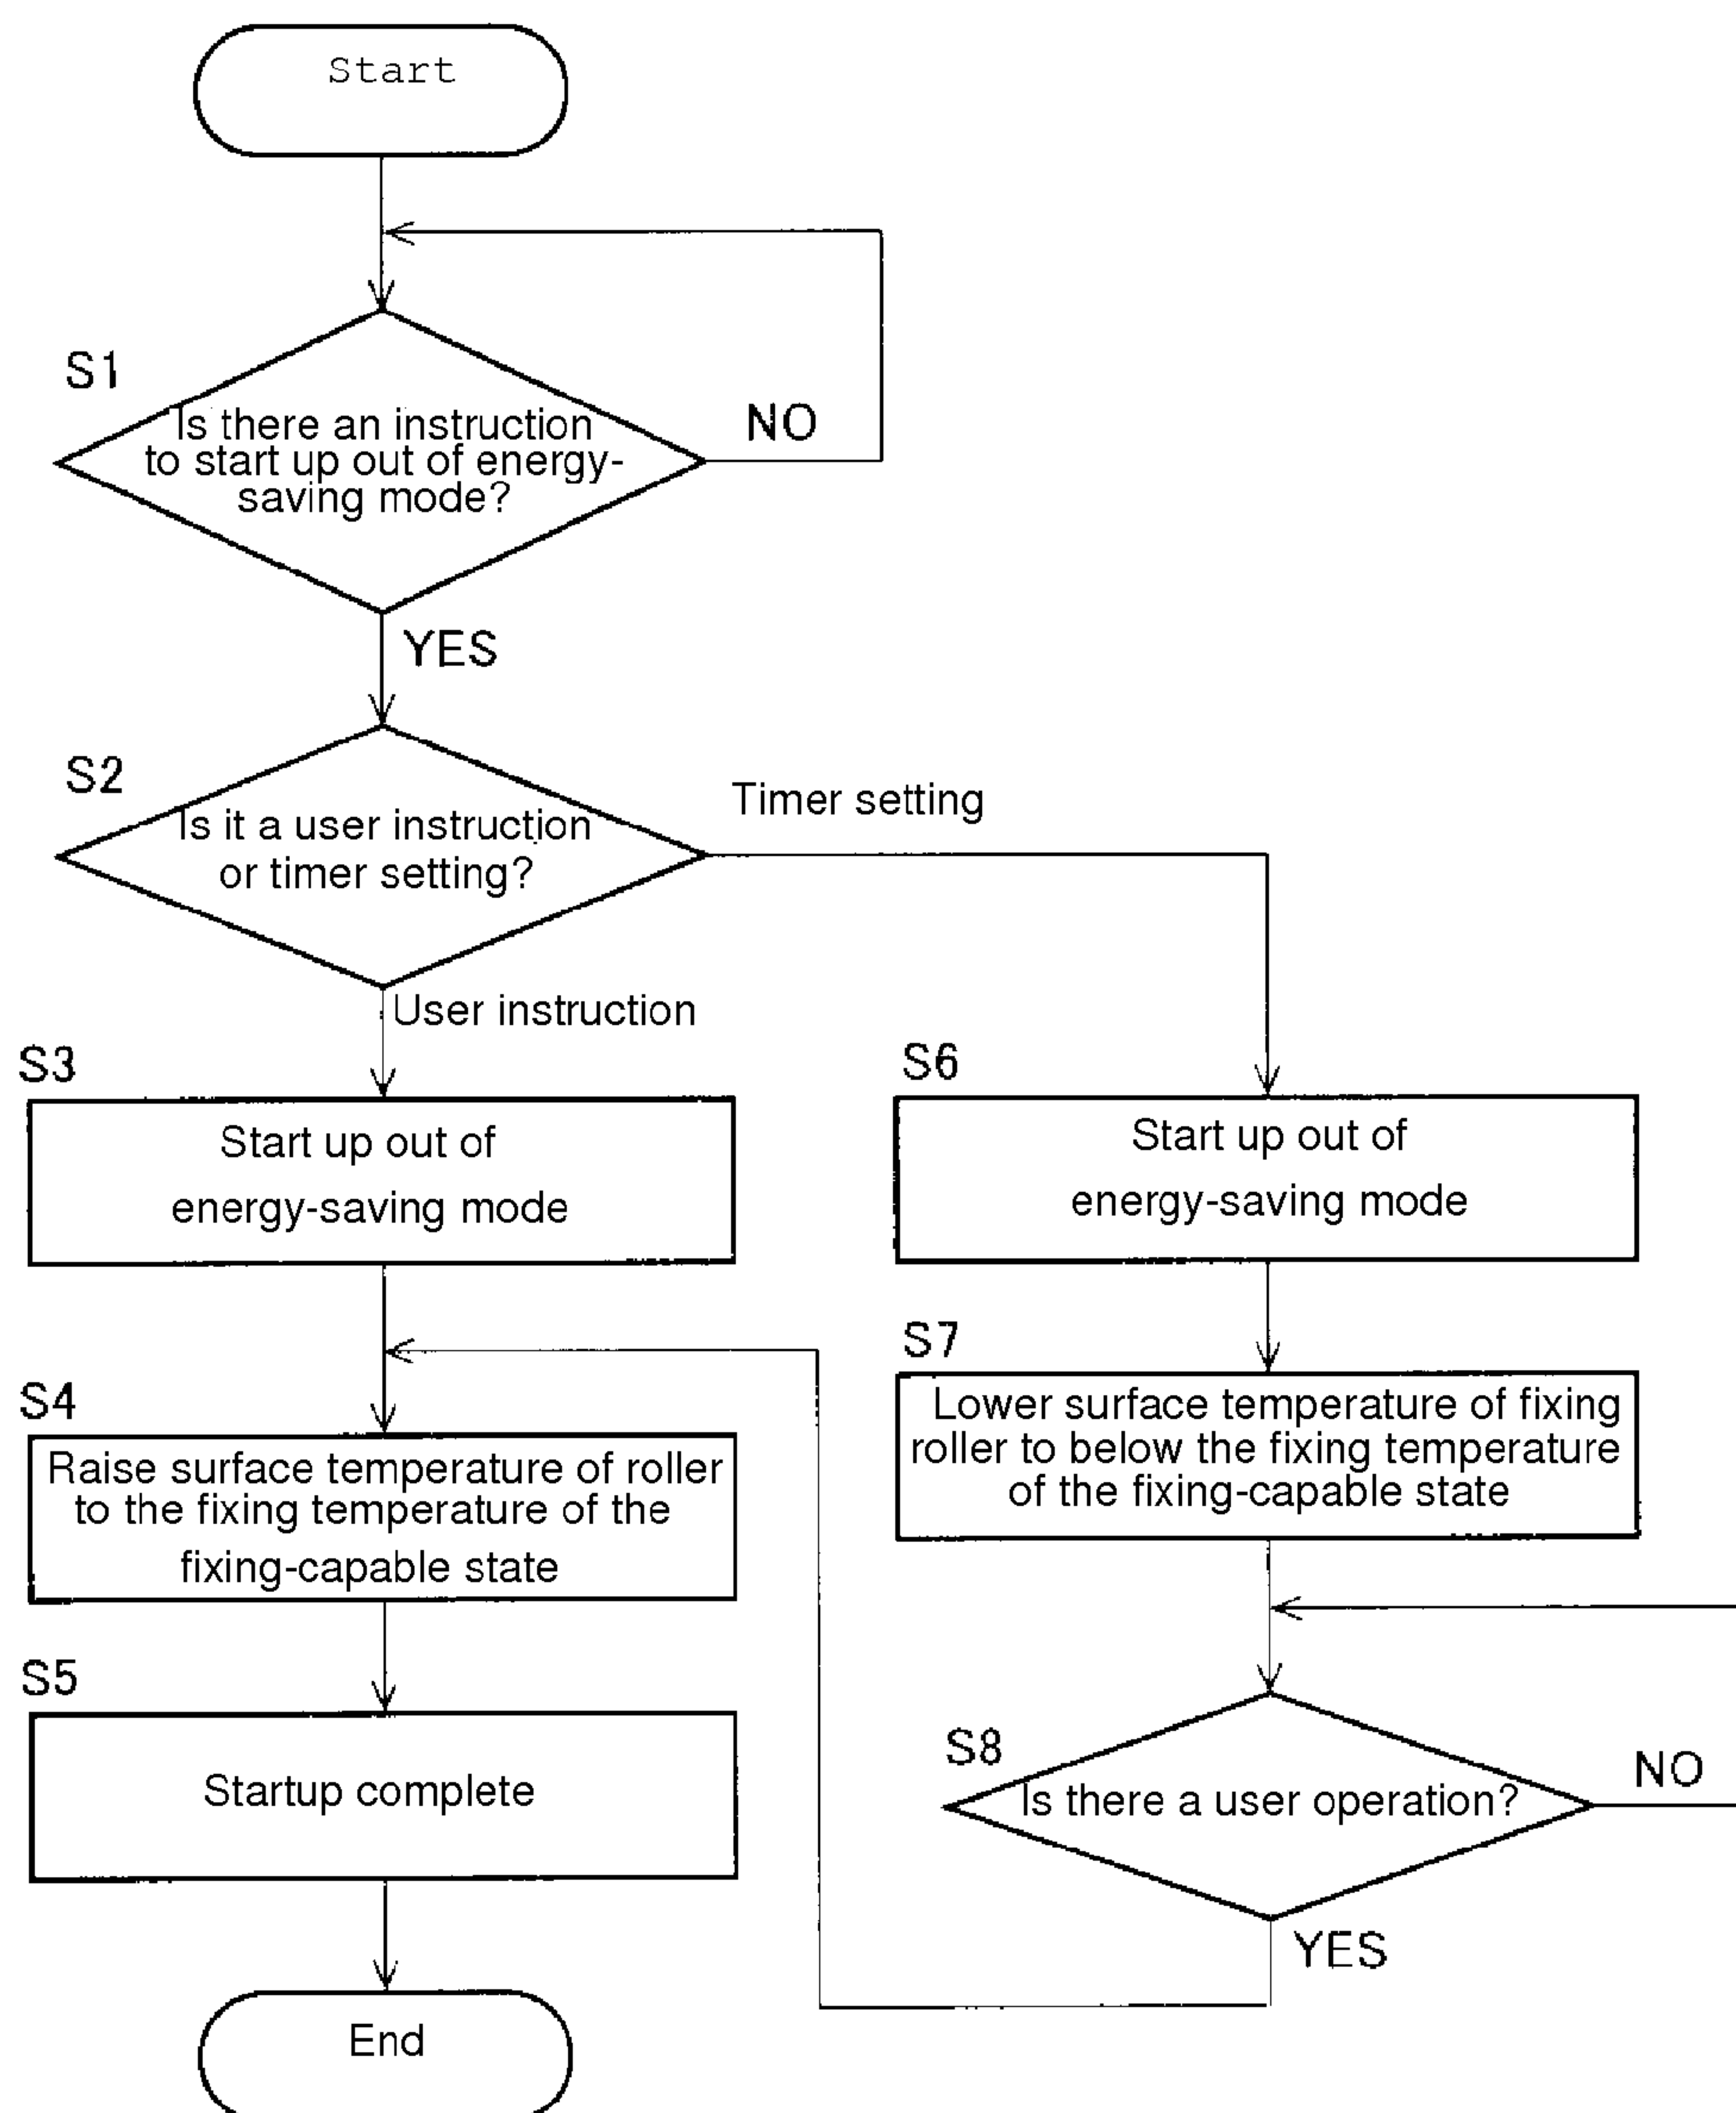 Start
S1
Is there an instruction
to start up out of energy-
saving mode?
NO
YES
S2
Is it a user instruction
or timer setting?
Timer setting
User instruction
S3
Start up out of
energy-saving mode
S4
Raise surface temperature of roller
to the fixing temperature of the
fixing-capable state
S5
Startup complete
End
S6
Start up out of
energy-saving mode
S7
Lower surface temperature of fixing
roller to below the fixing temperature
of the fixing-capable state
S8
Is there a user operation?
NO
YES